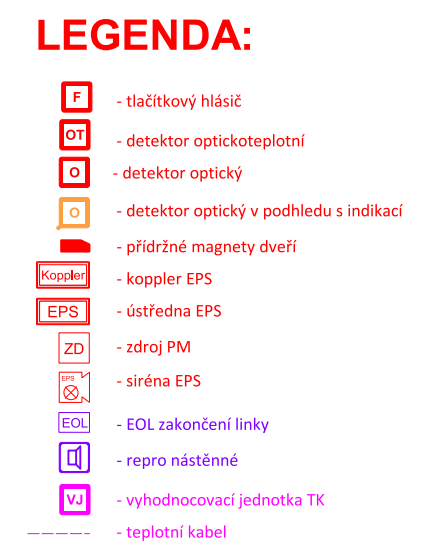 LEGENDA:
F - tlačítkový hlásič
OT - detektor optickoteplotní
O - detektor optický
O - detektor optický v podhledu s indikací
- přídržné magnety dveří
Koppler - koppler EPS
EPS - ústředna EPS
ZD - zdroj PM
EPS - siréna EPS
EOL - EOL zakončení linky
- repro nástěnné
VJ - vyhodnocovací jednotka TK
- teplotní kabel